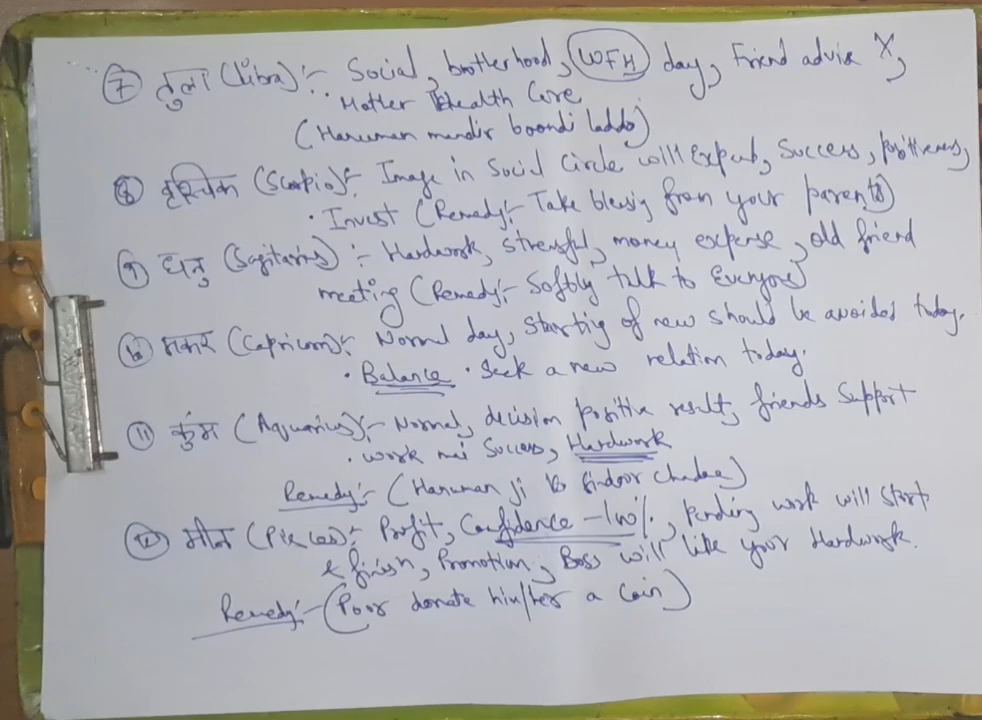 ⑦ तुला (Libra) :- Social, brotherhood, WFH day, Friend advice X,
Mother Health Care
(Hanuman mandir boondi laddo)
⑧ वृश्चिक (Scorpio) :- Image in Social Circle will Expand, Success, positiveness,
• Invest (Remedy :- Take blessing from your parents)
⑨ धनु (Sagitarius) :- Hardwork, stressful, money expense, old friend
meeting (Remedy :- Softly talk to Everyone)
⑩ मकर (Capricorn) :- Normal day, Starting of new should be avoided today.
• Balance • Seek a new relation today.
⑪ कुंभ (Aquarius) :- Normal, decision positive result, friends Support
• work mei Success, Hardwork
Remedy :- (Hanuman ji ko Sindoor Chadae)
⑫ मीन (Pisces) :- Profit, Confidence - 100%, Pending work will start
& finish, Promotion, Boss will like your Hardwork.
Remedy :- (Poor donate him/her a Coin)